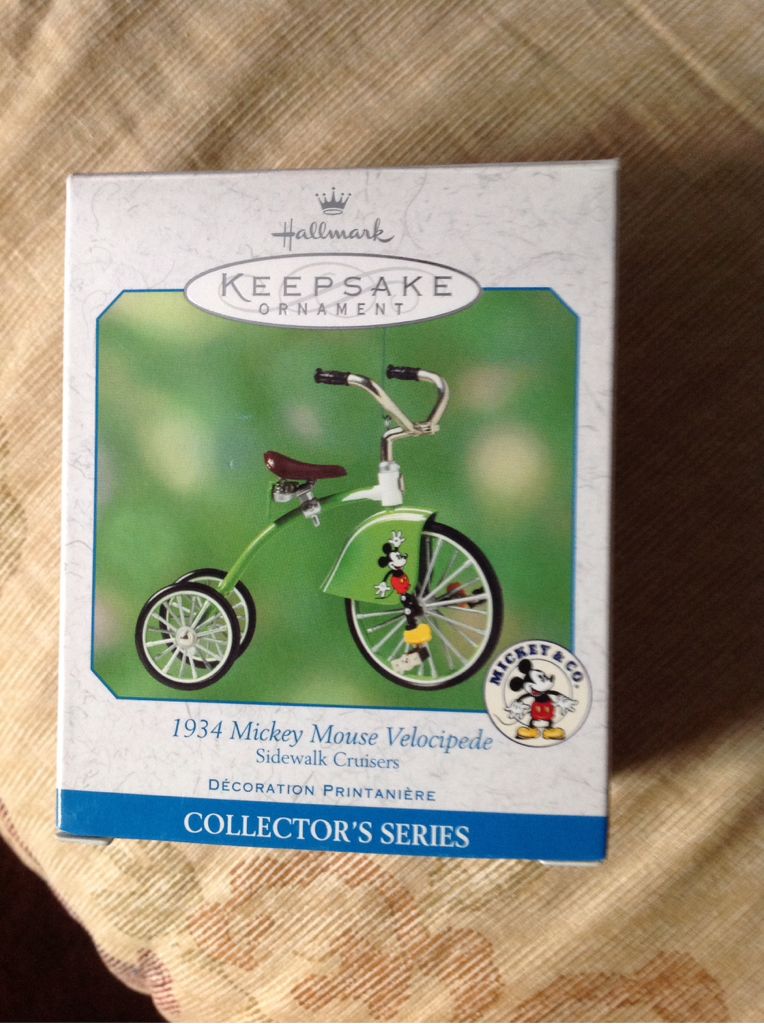 Hallmark
KEEPSAKE
ORNAMENT
MICKEY & CO.
1934 Mickey Mouse Velocipede
Sidewalk Cruisers
DÉCORATION PRINTANIÈRE
COLLECTOR'S SERIES